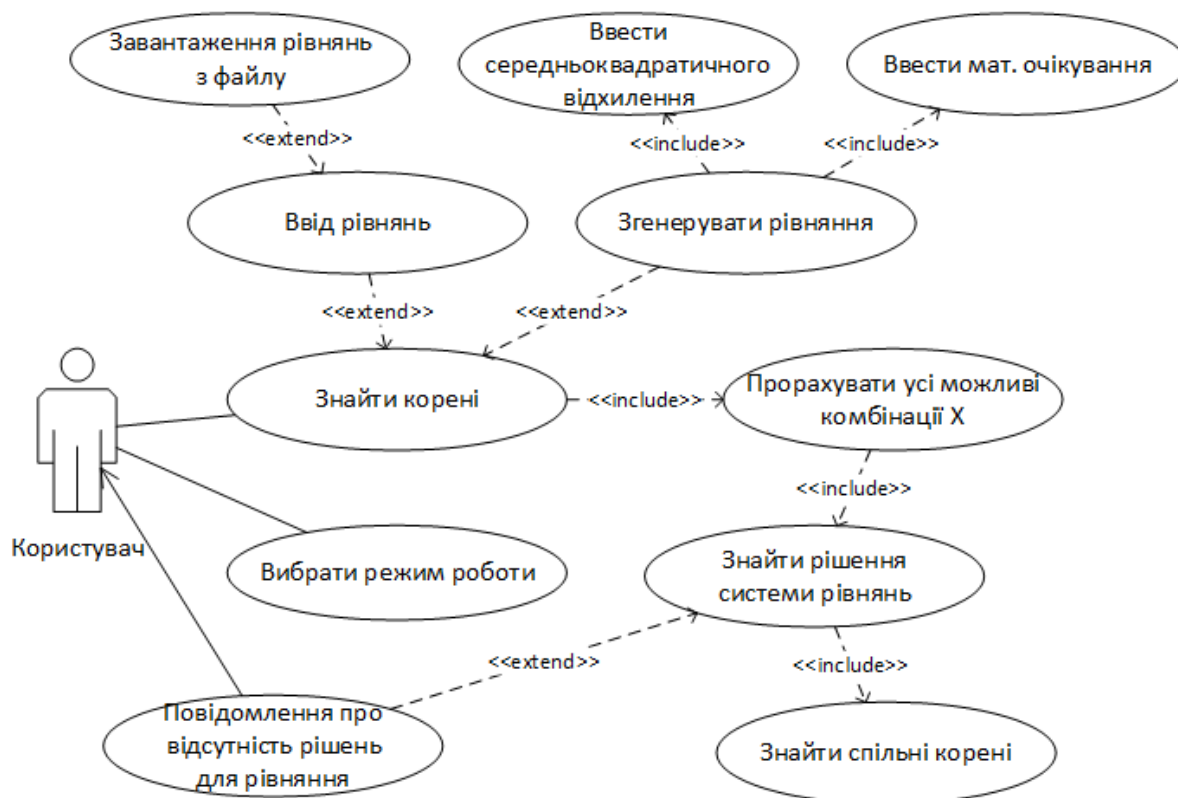 Завантаження рівнянь
з файлу
Ввести
середньоквадратичного
відхилення
Ввести мат. очікування
<<extend>>
<<include>>
<<include>>
Ввід рівнянь
Згенерувати рівняння
<<extend>>
<<extend>>
Знайти корені
<<include>>
Прорахувати усі можливі
комбінації X
<<include>>
Користувач
Вибрати режим роботи
Знайти рішення
системи рівнянь
<<extend>>
<<include>>
Повідомлення про
відсутність рішень
для рівняння
Знайти спільні корені